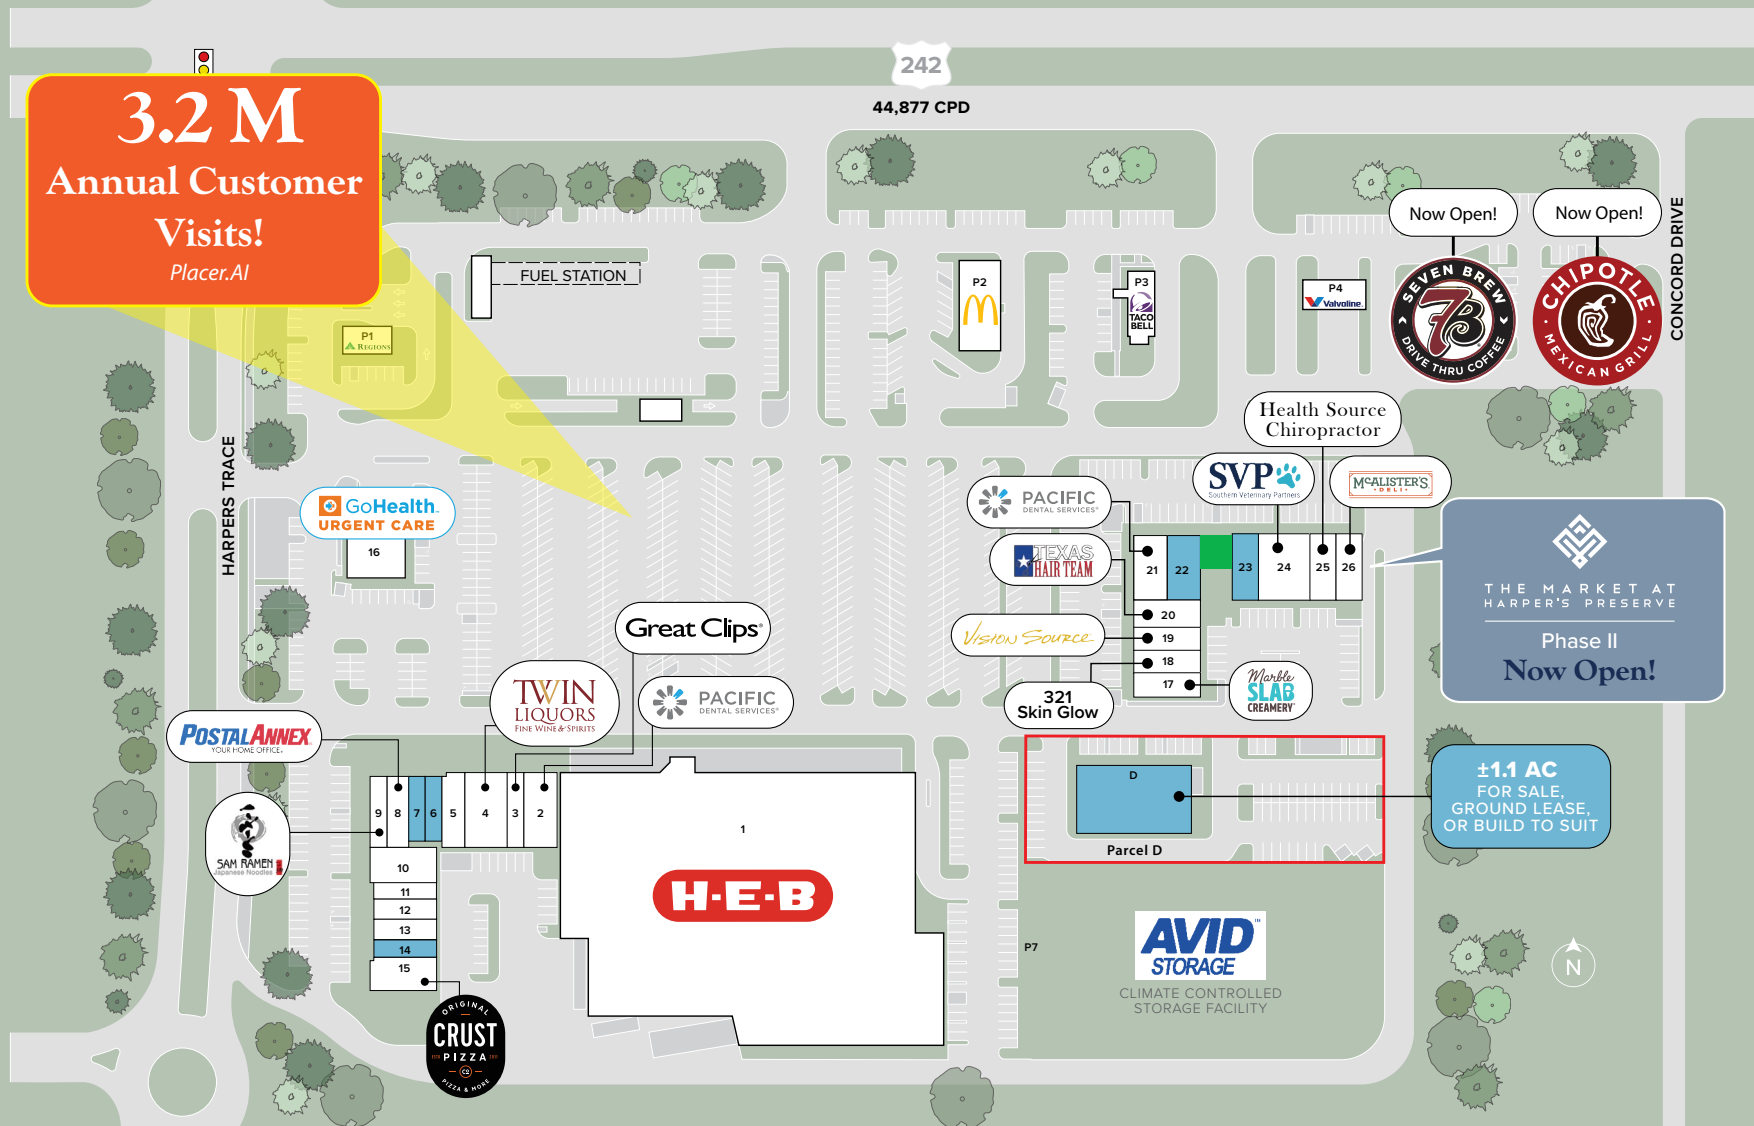 242
44,877 CPD
3.2 M
Annual Customer
Visits!
Placer.AI
FUEL STATION
P1
REGIONS
P2
P3
TACO
BELL
P4
Valvoline
Now Open!
Now Open!
SEVEN BREW
7B
DRIVE THRU COFFEE
CHIPOTLE
MEXICAN GRILL
CONCORD DRIVE
HARPERS TRACE
GoHealth
URGENT CARE
16
Health Source
Chiropractor
SVP
Southern Veterinary Partners
McALISTER'S
DELI
PACIFIC
DENTAL SERVICES
TEXAS
HAIR TEAM
VISION SOURCE
321
Skin Glow
Marble
SLAB
CREAMERY
21
22
23
24
25
26
20
19
18
17
THE MARKET AT
HARPER'S PRESERVE
Phase II
Now Open!
Great Clips
TWIN
LIQUORS
FINE WINE & SPIRITS
PACIFIC
DENTAL SERVICES
POSTALANNEX
YOUR HOME OFFICE
SAM RAMEN
Japanese Noodles
9
8
7
6
5
4
3
2
1
10
11
12
13
14
15
H-E-B
ORIGINAL
CRUST
PIZZA
PIZZA & MORE
D
Parcel D
±1.1 AC
FOR SALE,
GROUND LEASE,
OR BUILD TO SUIT
P7
AVID
STORAGE
CLIMATE CONTROLLED
STORAGE FACILITY
N